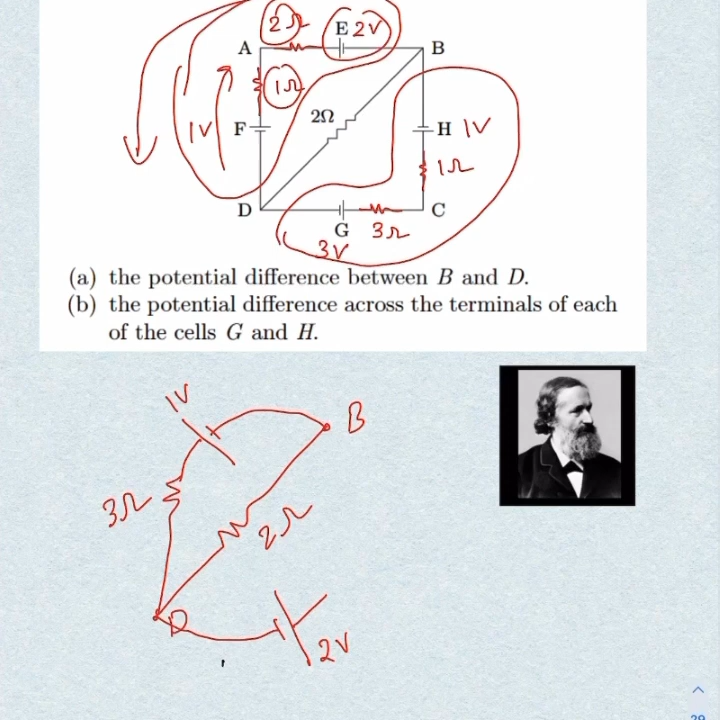 2Ω
E 2V
A
B
1Ω
2Ω
1V
F
H 1V
1Ω
D
C
G 3Ω
3V
(a) the potential difference between B and D.
(b) the potential difference across the terminals of each
of the cells G and H.
1V
B
3Ω
2Ω
D
2V